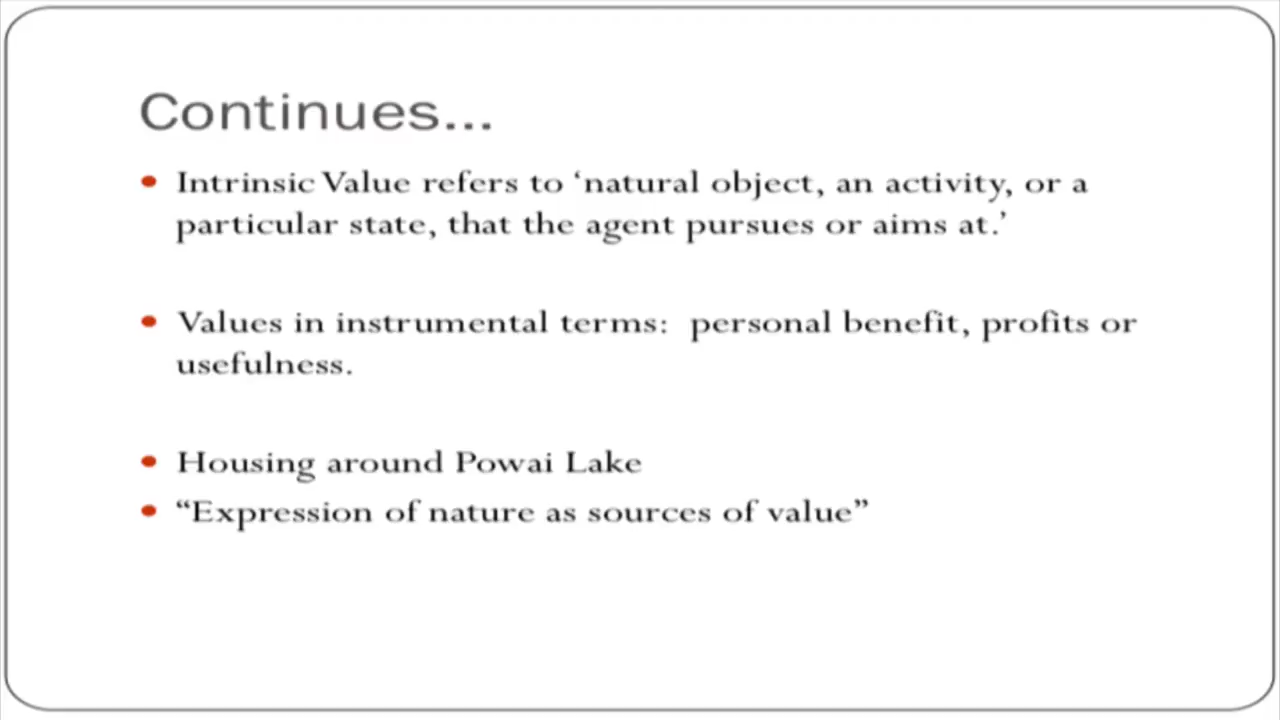 Continues...
• Intrinsic Value refers to ‘natural object, an activity, or a
particular state, that the agent pursues or aims at.’
• Values in instrumental terms:  personal benefit, profits or
usefulness.
• Housing around Powai Lake
• “Expression of nature as sources of value”